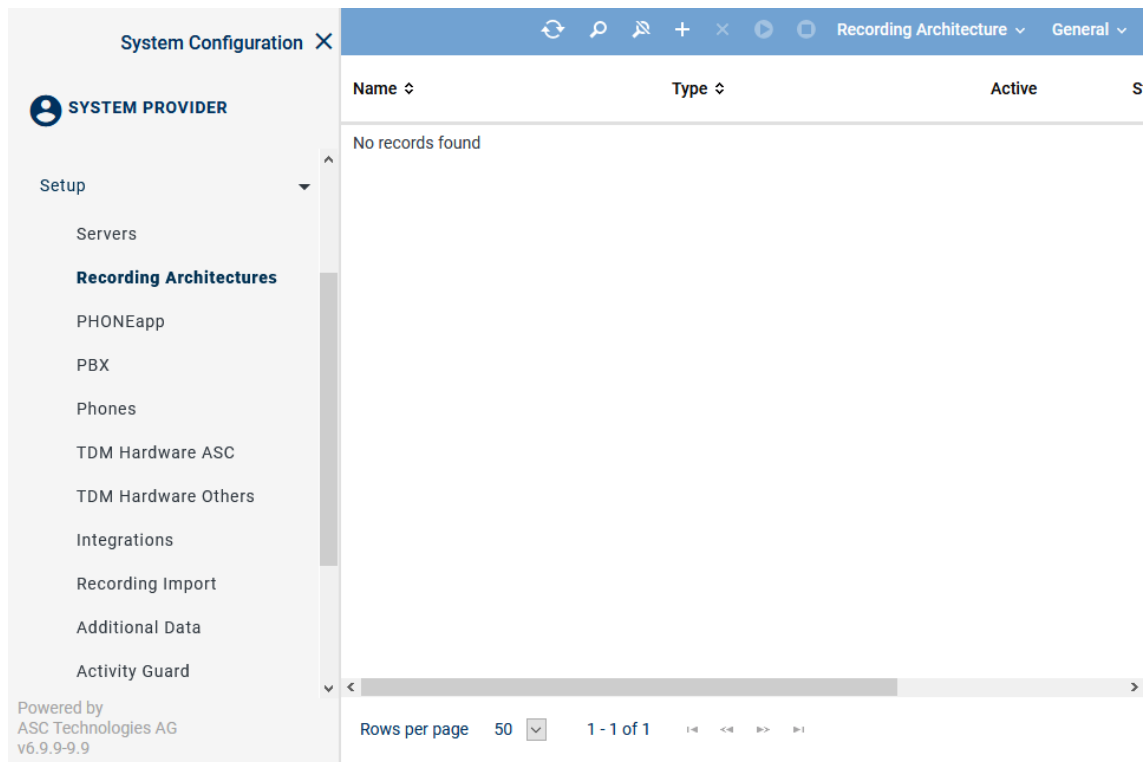 System Configuration
Recording Architecture General
SYSTEM PROVIDER
Name Type Active S
No records found
Setup
Servers
Recording Architectures
PHONEapp
PBX
Phones
TDM Hardware ASC
TDM Hardware Others
Integrations
Recording Import
Additional Data
Activity Guard
Powered by
ASC Technologies AG
v6.9.9-9.9
Rows per page 50 1 - 1 of 1